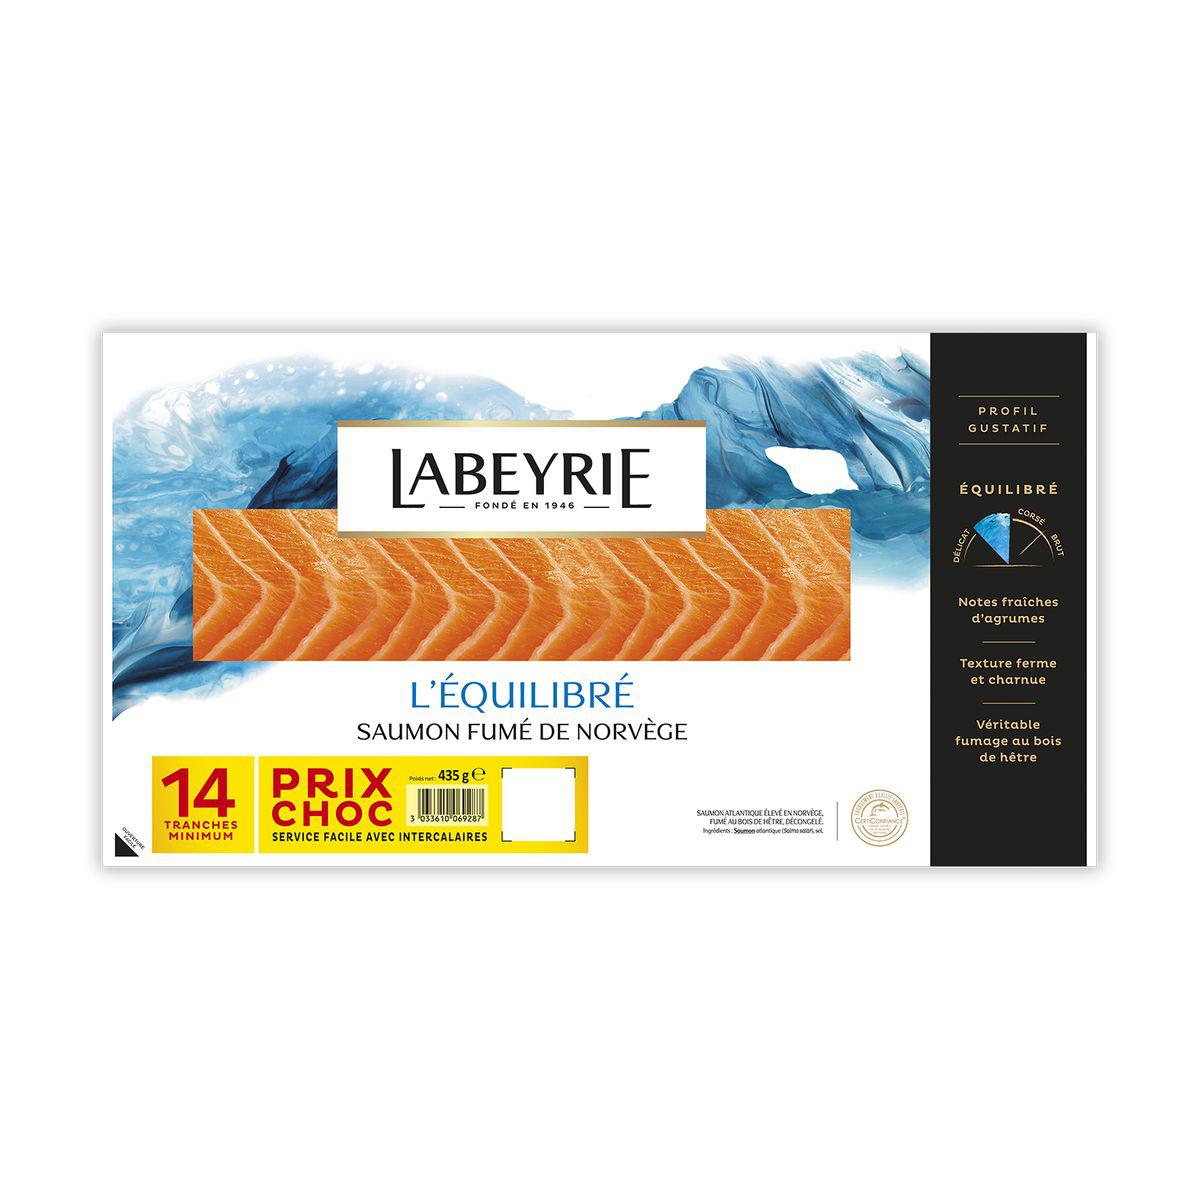 LABEYRIE
FONDÉ EN 1946
L'ÉQUILIBRÉ
SAUMON FUMÉ DE NORVÈGE
14
TRANCHES
MINIMUM
PRIX
CHOC
SERVICE FACILE AVEC INTERCALAIRES
Poids net : 435 g e
3 033610 069287
OUVERTURE
FACILE
SAUMON ATLANTIQUE ÉLEVÉ EN NORVÈGE,
FUMÉ AU BOIS DE HÊTRE, DÉCONGELÉ.
Ingrédients : Saumon atlantique (Salmo salar), sel.
CERTICONFIANCE
PROFIL
GUSTATIF
ÉQUILIBRÉ
DÉLICAT
CORSÉ
BRUT
Notes fraîches
d'agrumes
Texture ferme
et charnue
Véritable
fumage au bois
de hêtre